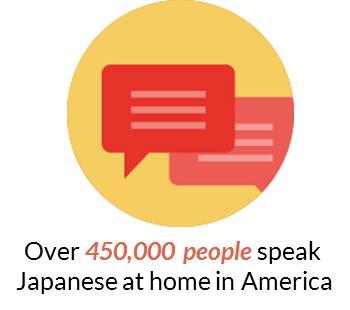 Over 450,000 people speak
Japanese at home in America